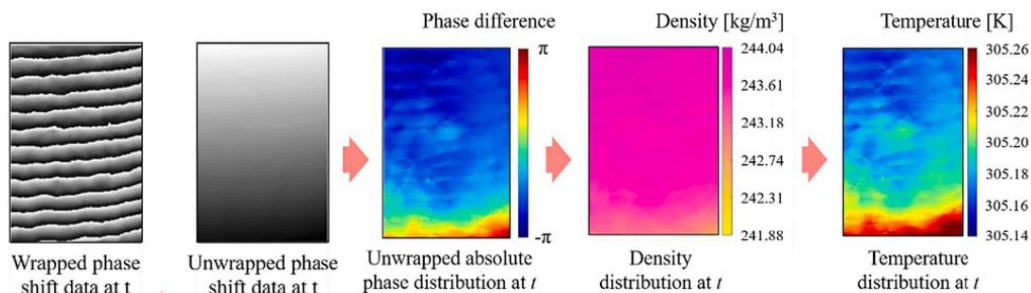 Phase difference
Density [kg/m³]
Temperature [K]
π
-π
244.04
243.61
243.18
242.74
242.31
241.88
305.26
305.24
305.22
305.20
305.18
305.16
305.14
Wrapped phase
shift data at t
Unwrapped phase
shift data at t
Unwrapped absolute
phase distribution at t
Density
distribution at t
Temperature
distribution at t